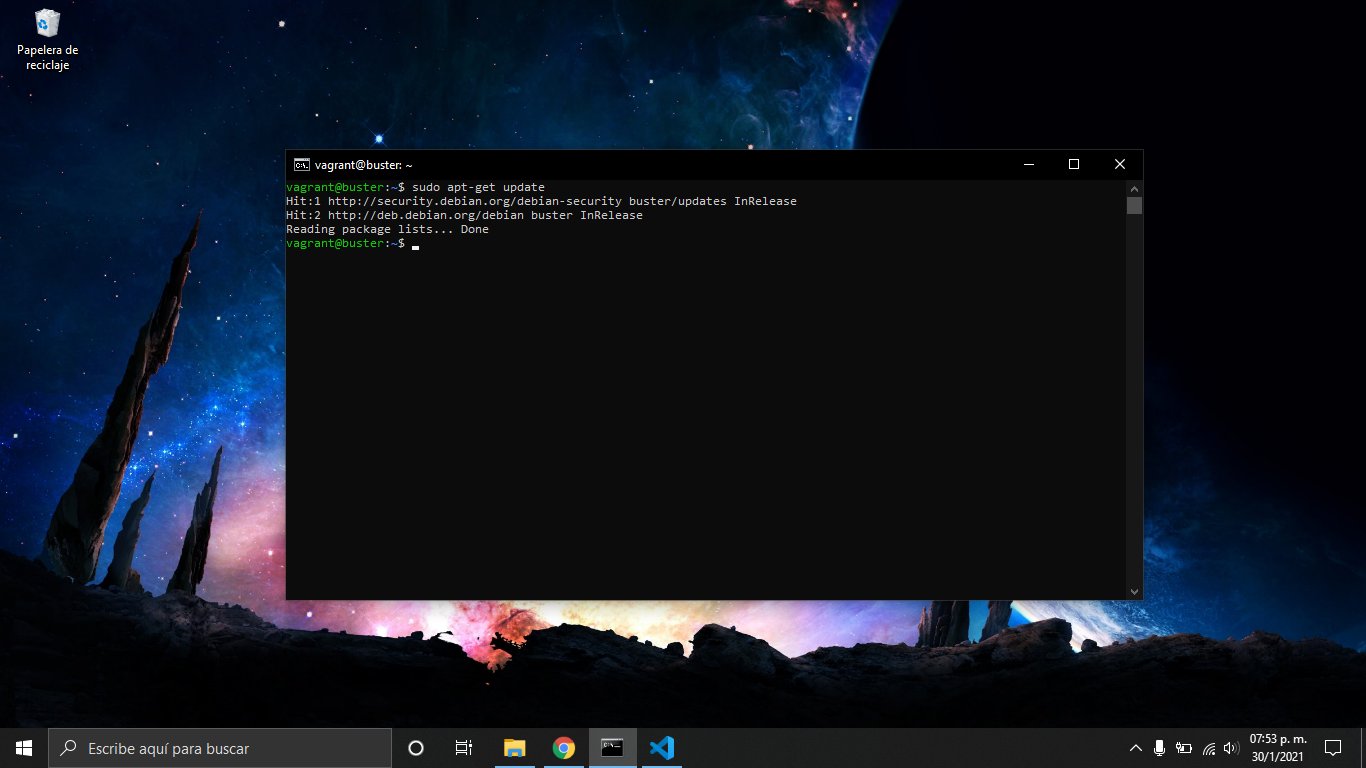 Papelera de
reciclaje
vagrant@buster: ~
vagrant@buster:~$ sudo apt-get update
Hit:1 http://security.debian.org/debian-security buster/updates InRelease
Hit:2 http://deb.debian.org/debian buster InRelease
Reading package lists... Done
vagrant@buster:~$
Escribe aquí para buscar
07:53 p. m.
30/1/2021